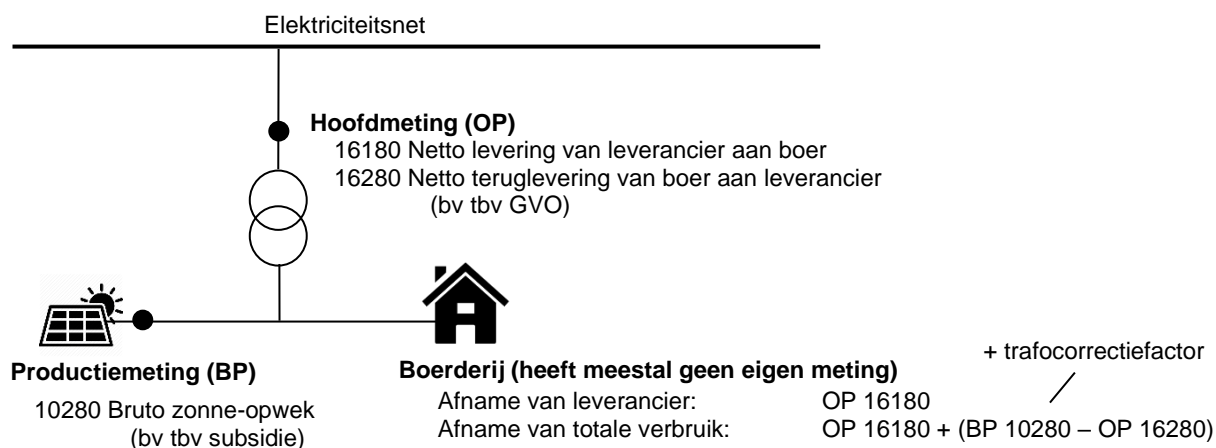 Elektriciteitsnet
Hoofdmeting (OP)
16180 Netto levering van leverancier aan boer
16280 Netto teruglevering van boer aan leverancier
(bv tbv GVO)
+ trafocorrectiefactor
Productiemeting (BP)
10280 Bruto zonne-opwek
(bv tbv subsidie)
Boerderij (heeft meestal geen eigen meting)
Afname van leverancier: OP 16180
Afname van totale verbruik: OP 16180 + (BP 10280 – OP 16280)